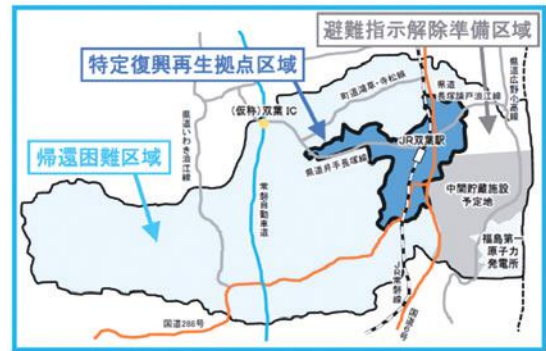 避難指示解除準備区域
特定復興再生拠点区域
県道
長塚請戸浪江線
県道広野小高線
町道鴻草・寺松線
(仮称)双葉 IC
JR双葉駅
県道いわき浪江線
県道井手長塚線
帰還困難区域
中間貯蔵施設
予定地
常磐自動車道
福島第一
原子力
発電所
JR常磐線
国道288号
国道6号